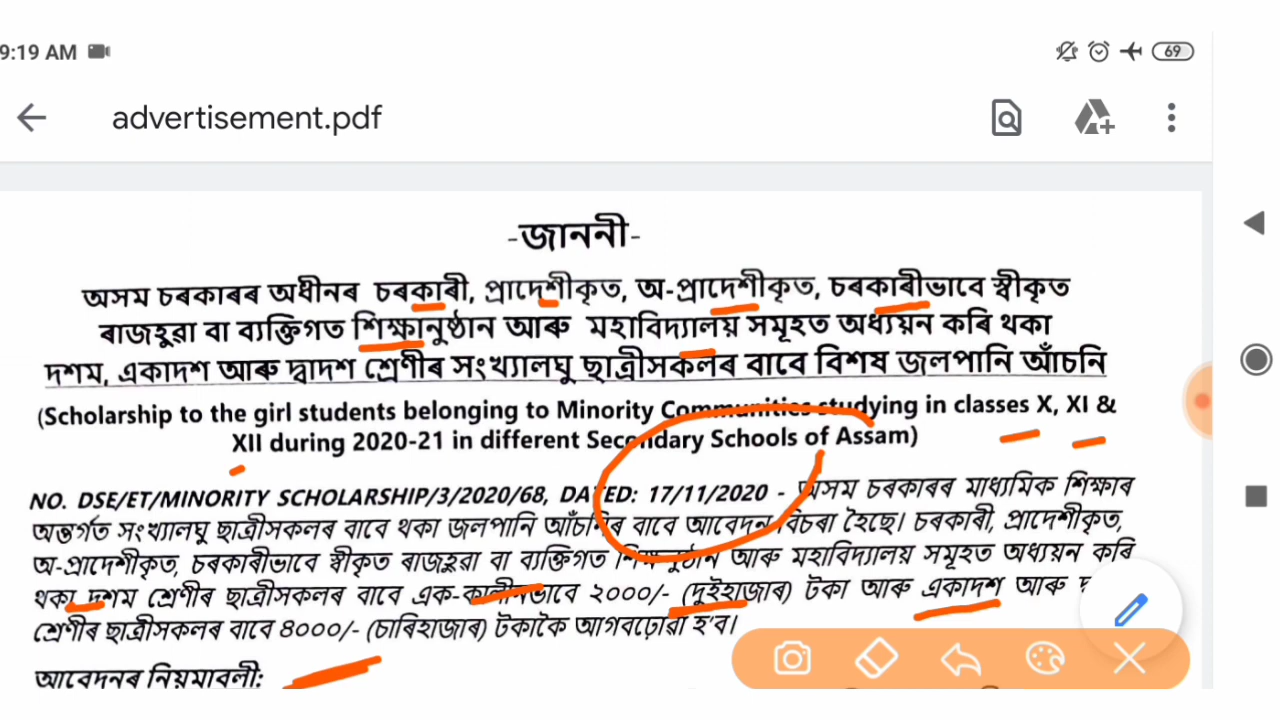 9:19 AM
69
advertisement.pdf
-জাননী-
অসম চৰকাৰৰ অধীনৰ চৰকাৰী, প্ৰাদেশীকৃত, অ-প্ৰাদেশীকৃত, চৰকাৰীভাবে স্বীকৃত
ৰাজহুৱা বা ব্যক্তিগত শিক্ষানুষ্ঠান আৰু মহাবিদ্যালয় সমূহত অধ্যয়ন কৰি থকা
দশম, একাদশ আৰু দ্বাদশ শ্ৰেণীৰ সংখ্যালঘু ছাত্ৰীসকলৰ বাবে বিশষ জলপানি আঁচনি
(Scholarship to the girl students belonging to Minority Communities studying in classes X, XI &
XII during 2020-21 in different Secondary Schools of Assam)
NO. DSE/ET/MINORITY SCHOLARSHIP/3/2020/68, DATED: 17/11/2020 - অসম চৰকাৰৰ মাধ্যমিক শিক্ষাৰ
অন্তৰ্গত সংখ্যালঘু ছাত্ৰীসকলৰ বাবে থকা জলপানি আঁচনিৰ বাবে আবেদন বিচৰা হৈছে। চৰকাৰী, প্ৰাদেশীকৃত,
অ-প্ৰাদেশীকৃত, চৰকাৰীভাবে স্বীকৃত ৰাজহুৱা বা ব্যক্তিগত শিক্ষানুষ্ঠান আৰু মহাবিদ্যালয় সমূহত অধ্যয়ন কৰি
থকা দশম শ্ৰেণীৰ ছাত্ৰীসকলৰ বাবে এক-কালীনভাবে ২০০০/- (দুইহাজাৰ) টকা আৰু একাদশ আৰু
শ্ৰেণীৰ ছাত্ৰীসকলৰ বাবে ৪০০০/- (চাৰিহাজাৰ) টকাকৈ আগবঢ়োৱা হ'ব।
আবেদনৰ নিয়মাবলী: